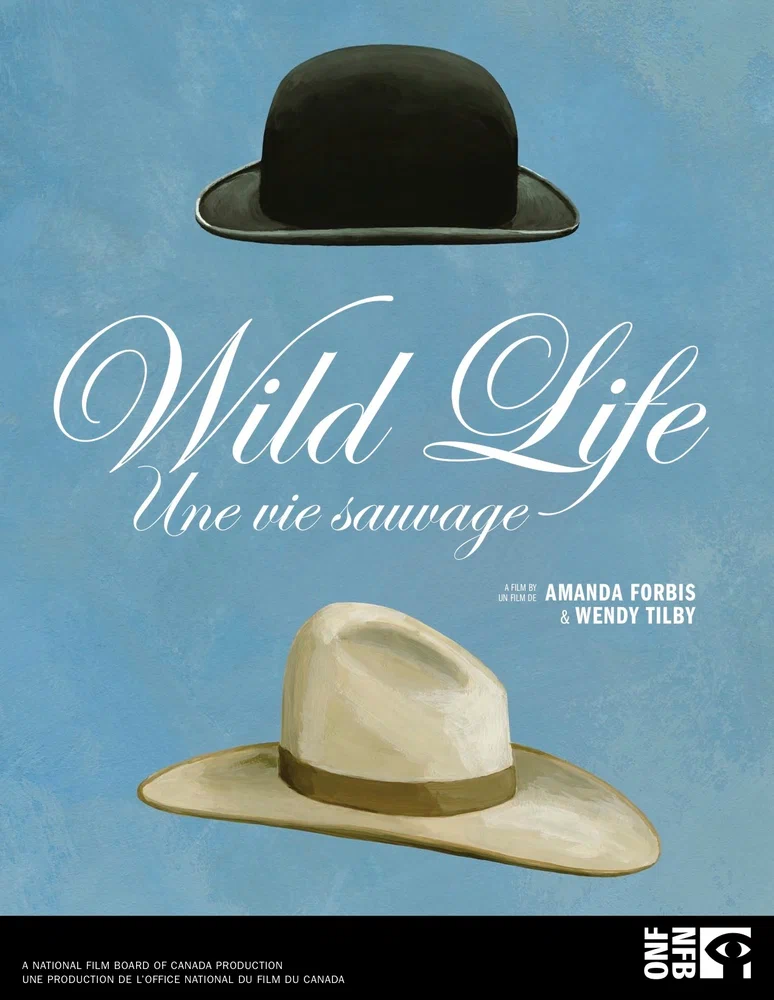 Wild Life
Une vie sauvage
A FILM BY
UN FILM DE
AMANDA FORBIS
& WENDY TILBY
A NATIONAL FILM BOARD OF CANADA PRODUCTION
UNE PRODUCTION DE L'OFFICE NATIONAL DU FILM DU CANADA
ONF
NFB